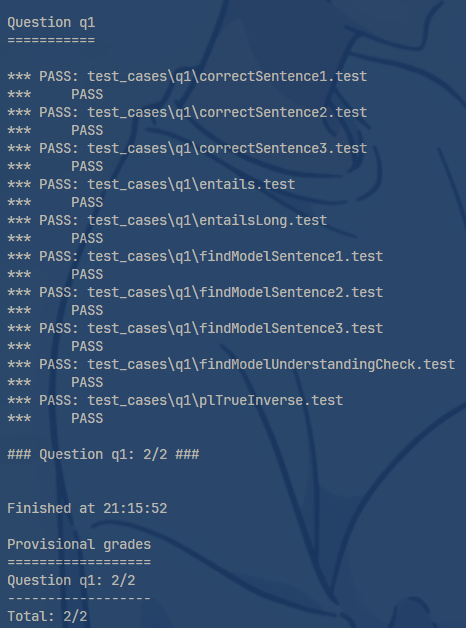 Question q1
===========
*** PASS: test_cases\q1\correctSentence1.test
***     PASS
*** PASS: test_cases\q1\correctSentence2.test
***     PASS
*** PASS: test_cases\q1\correctSentence3.test
***     PASS
*** PASS: test_cases\q1\entails.test
***     PASS
*** PASS: test_cases\q1\entailsLong.test
***     PASS
*** PASS: test_cases\q1\findModelSentence1.test
***     PASS
*** PASS: test_cases\q1\findModelSentence2.test
***     PASS
*** PASS: test_cases\q1\findModelSentence3.test
***     PASS
*** PASS: test_cases\q1\findModelUnderstandingCheck.test
***     PASS
*** PASS: test_cases\q1\plTrueInverse.test
***     PASS
### Question q1: 2/2 ###
Finished at 21:15:52
Provisional grades
==================
Question q1: 2/2
------------------
Total: 2/2